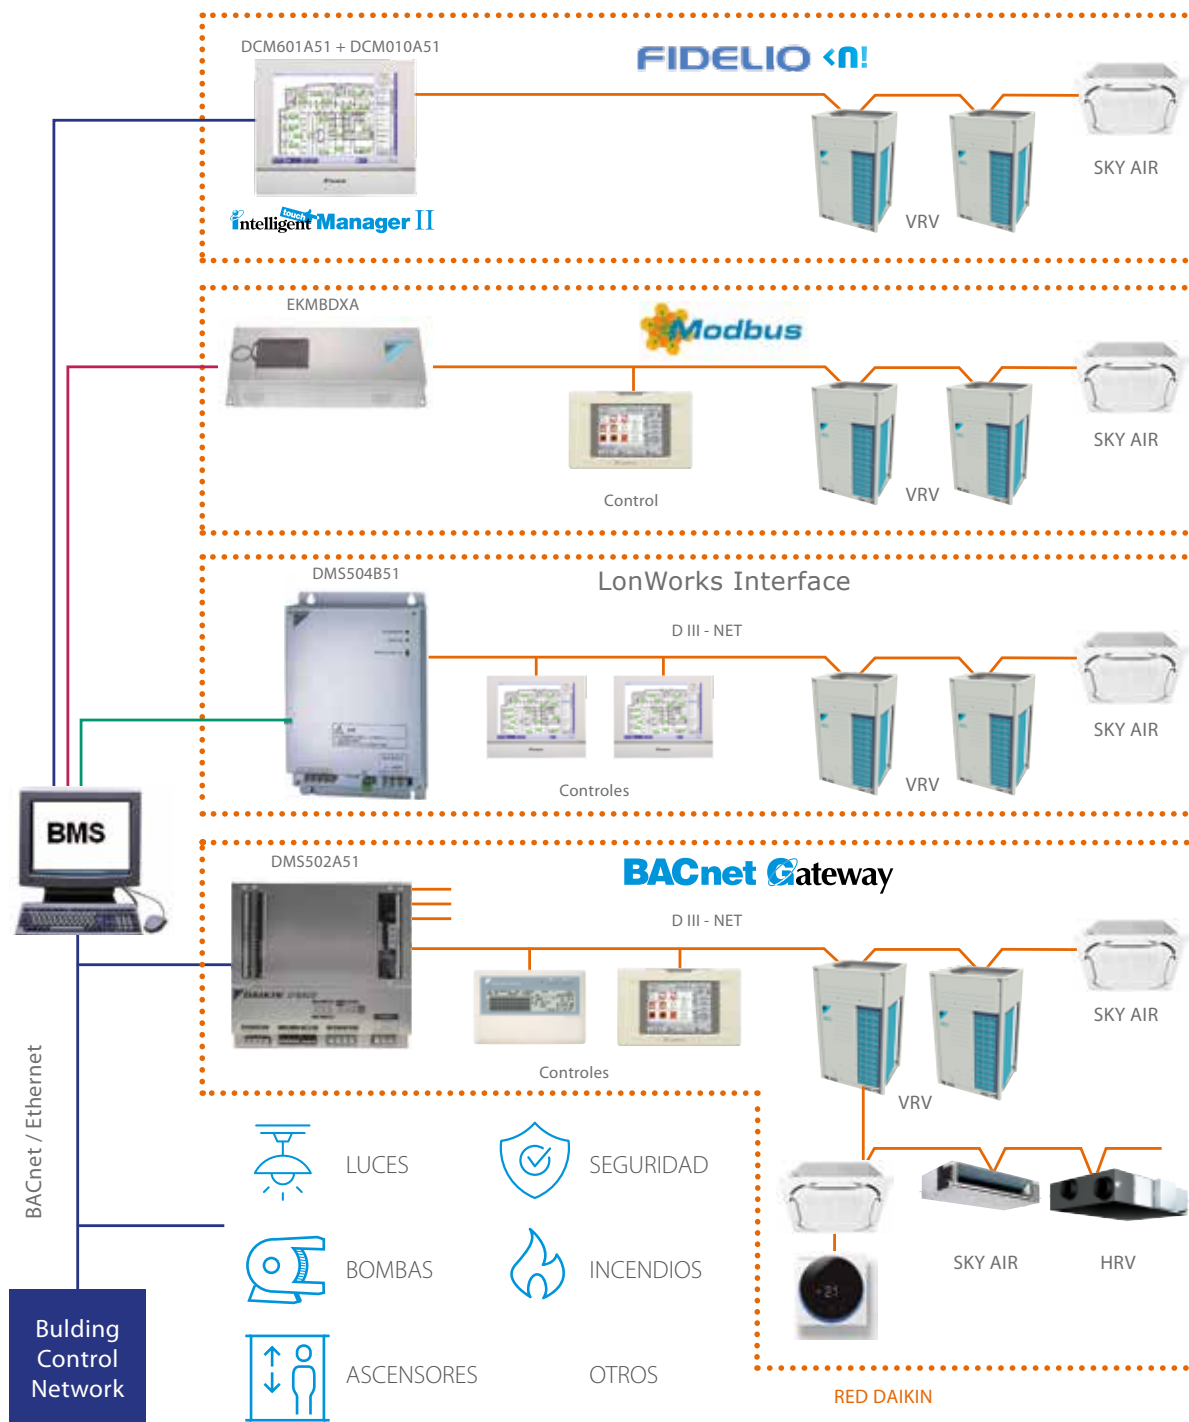 DCM601A51 + DCM010A51
FIDELIO <n!
SKY AIR
VRV
intelligent touch Manager II
EKMBDXA
Modbus
SKY AIR
VRV
Control
DMS504B51
LonWorks Interface
D III - NET
SKY AIR
VRV
Controles
BMS
DMS502A51
BACnet Gateway
D III - NET
DAIKIN
SKY AIR
Controles
VRV
BACnet / Ethernet
LUCES
SEGURIDAD
BOMBAS
INCENDIOS
SKY AIR
HRV
Bulding
Control
Network
ASCENSORES
OTROS
RED DAIKIN